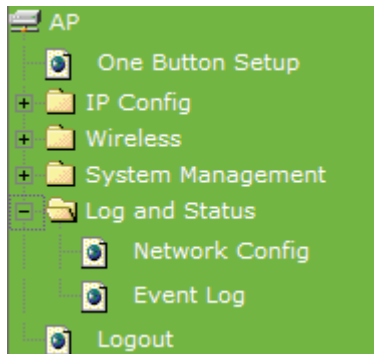 AP
One Button Setup
IP Config
Wireless
System Management
Log and Status
Network Config
Event Log
Logout